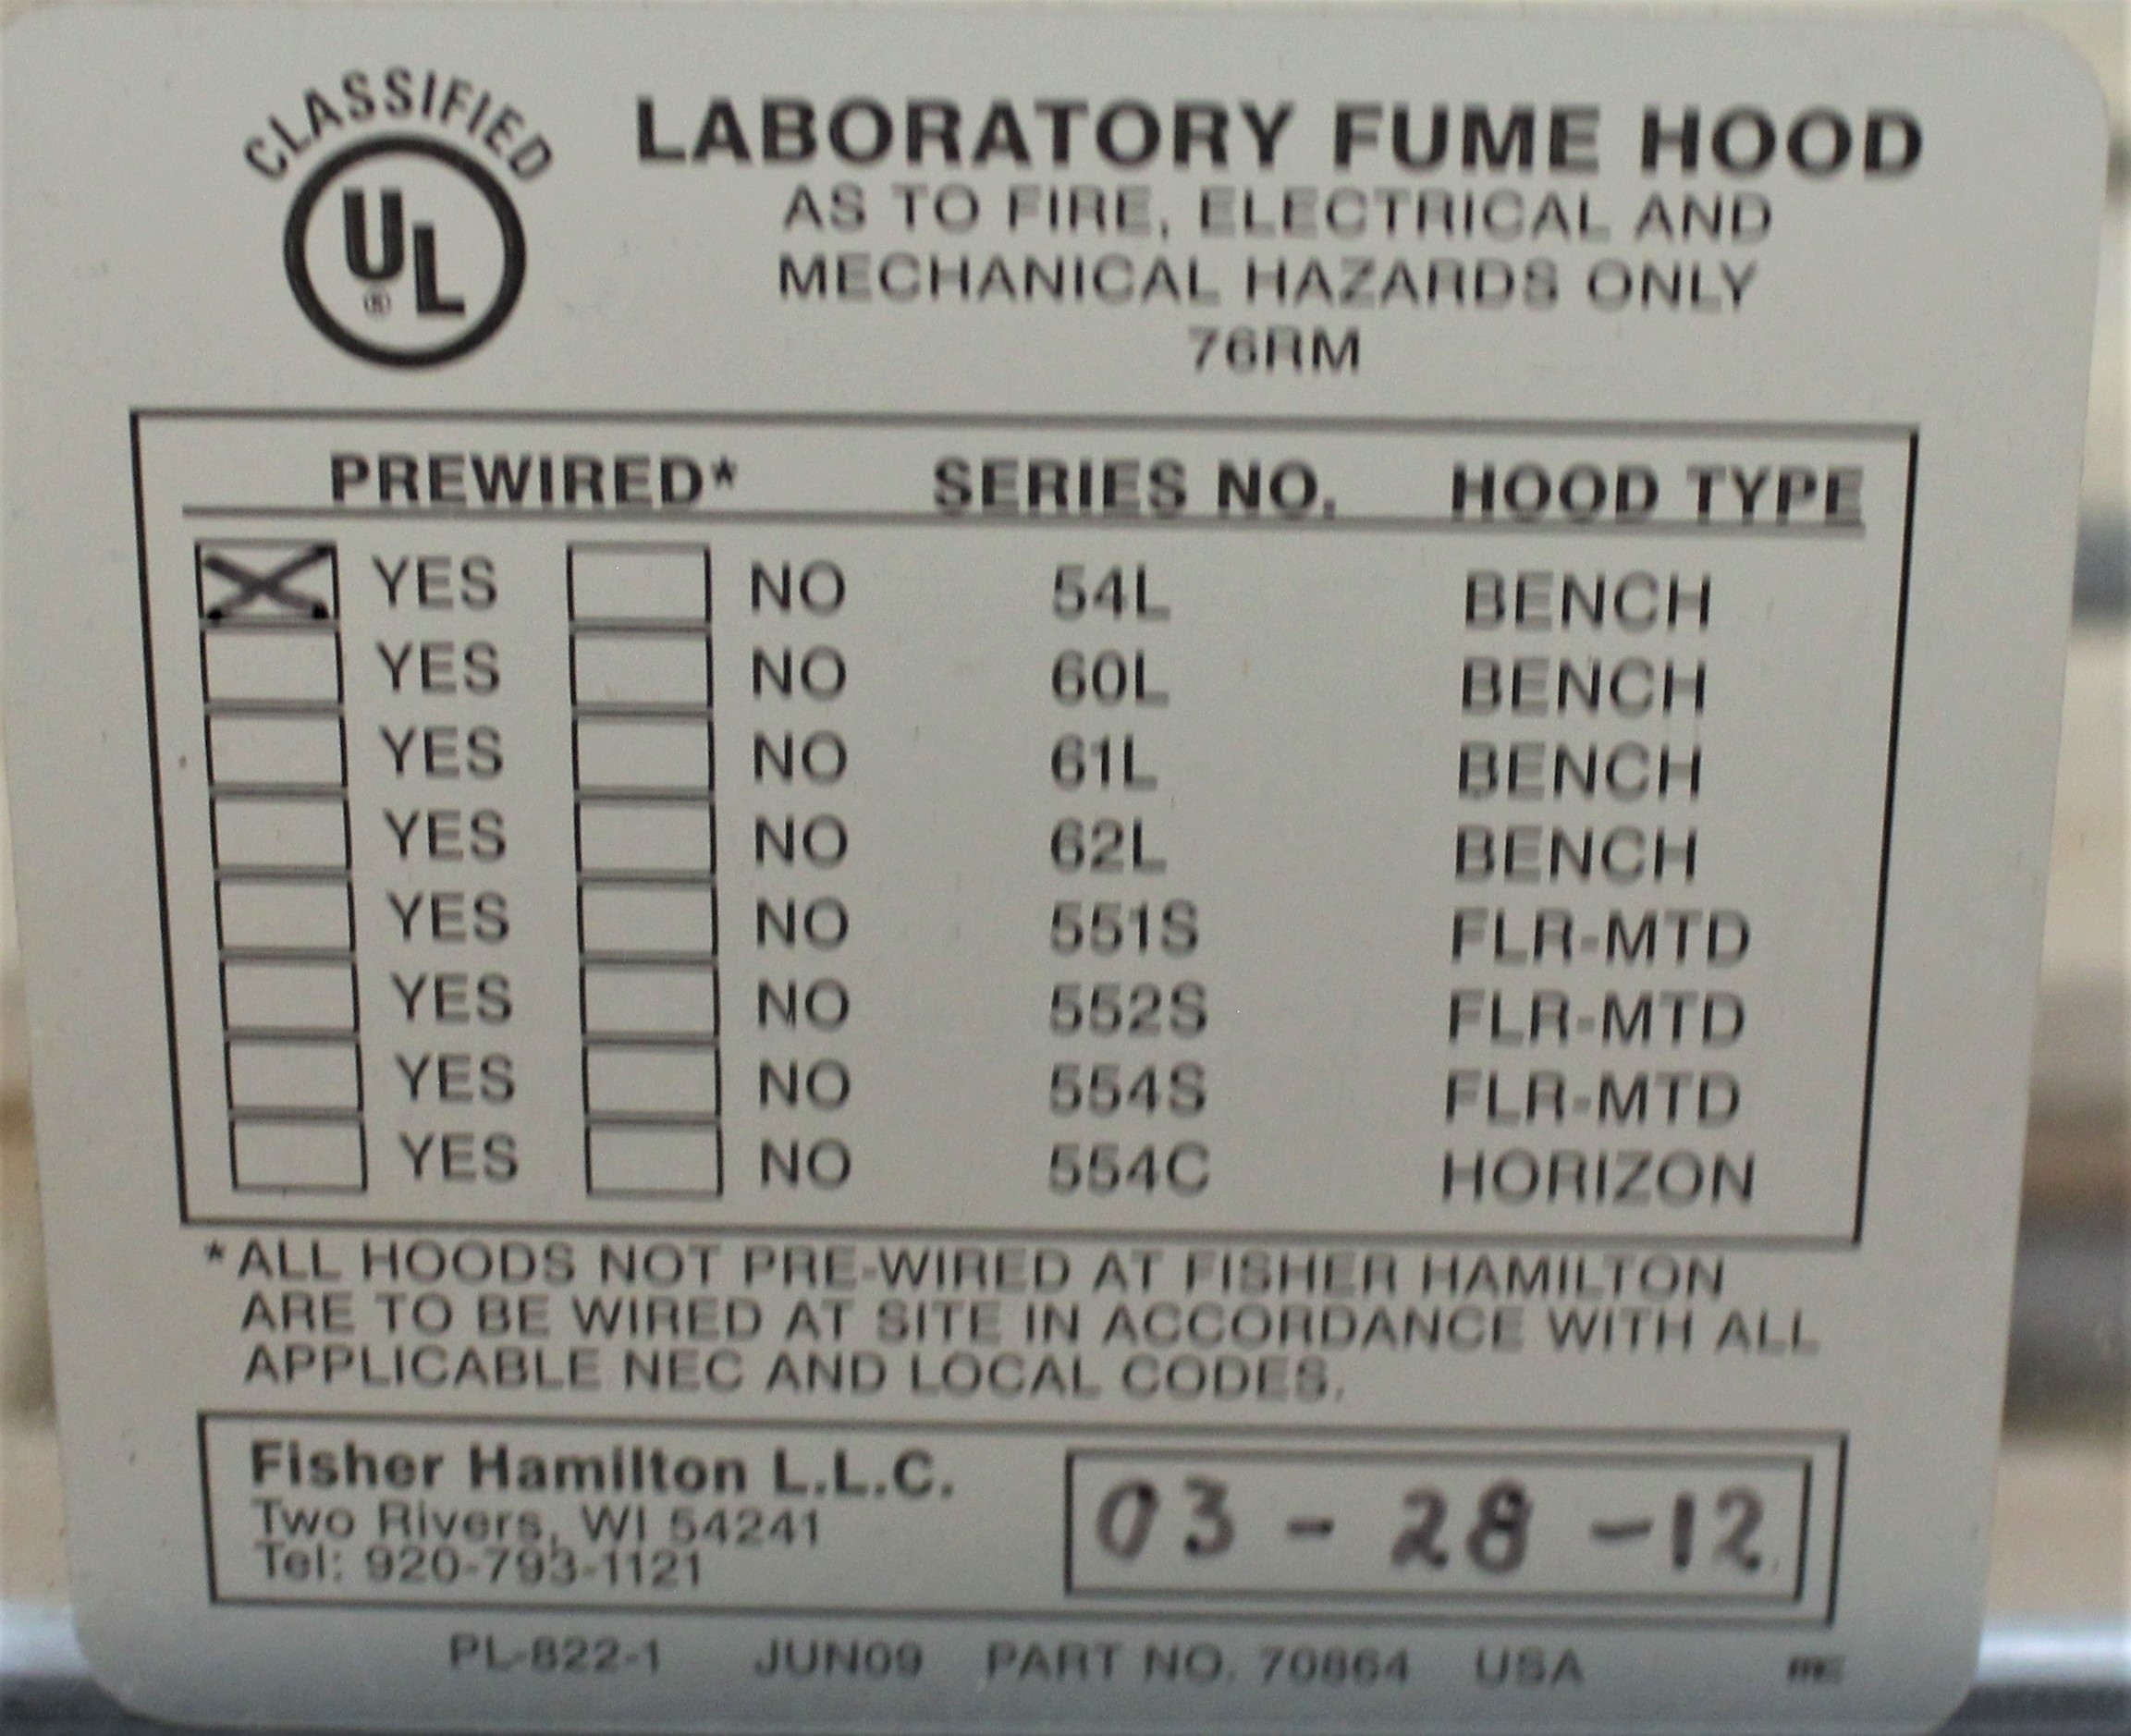 CLASSIFIED
UL
®
LABORATORY FUME HOOD
AS TO FIRE, ELECTRICAL AND
MECHANICAL HAZARDS ONLY
76RM
PREWIRED* SERIES NO. HOOD TYPE
YES NO 54L BENCH
YES NO 60L BENCH
YES NO 61L BENCH
YES NO 62L BENCH
YES NO 551S FLR-MTD
YES NO 552S FLR-MTD
YES NO 554S FLR-MTD
YES NO 554C HORIZON
*ALL HOODS NOT PRE-WIRED AT FISHER HAMILTON
ARE TO BE WIRED AT SITE IN ACCORDANCE WITH ALL
APPLICABLE NEC AND LOCAL CODES.
Fisher Hamilton L.L.C.
Two Rivers, WI 54241
Tel: 920-793-1121
03-28-12
PL-822-1 JUN09 PART NO. 70864 USA